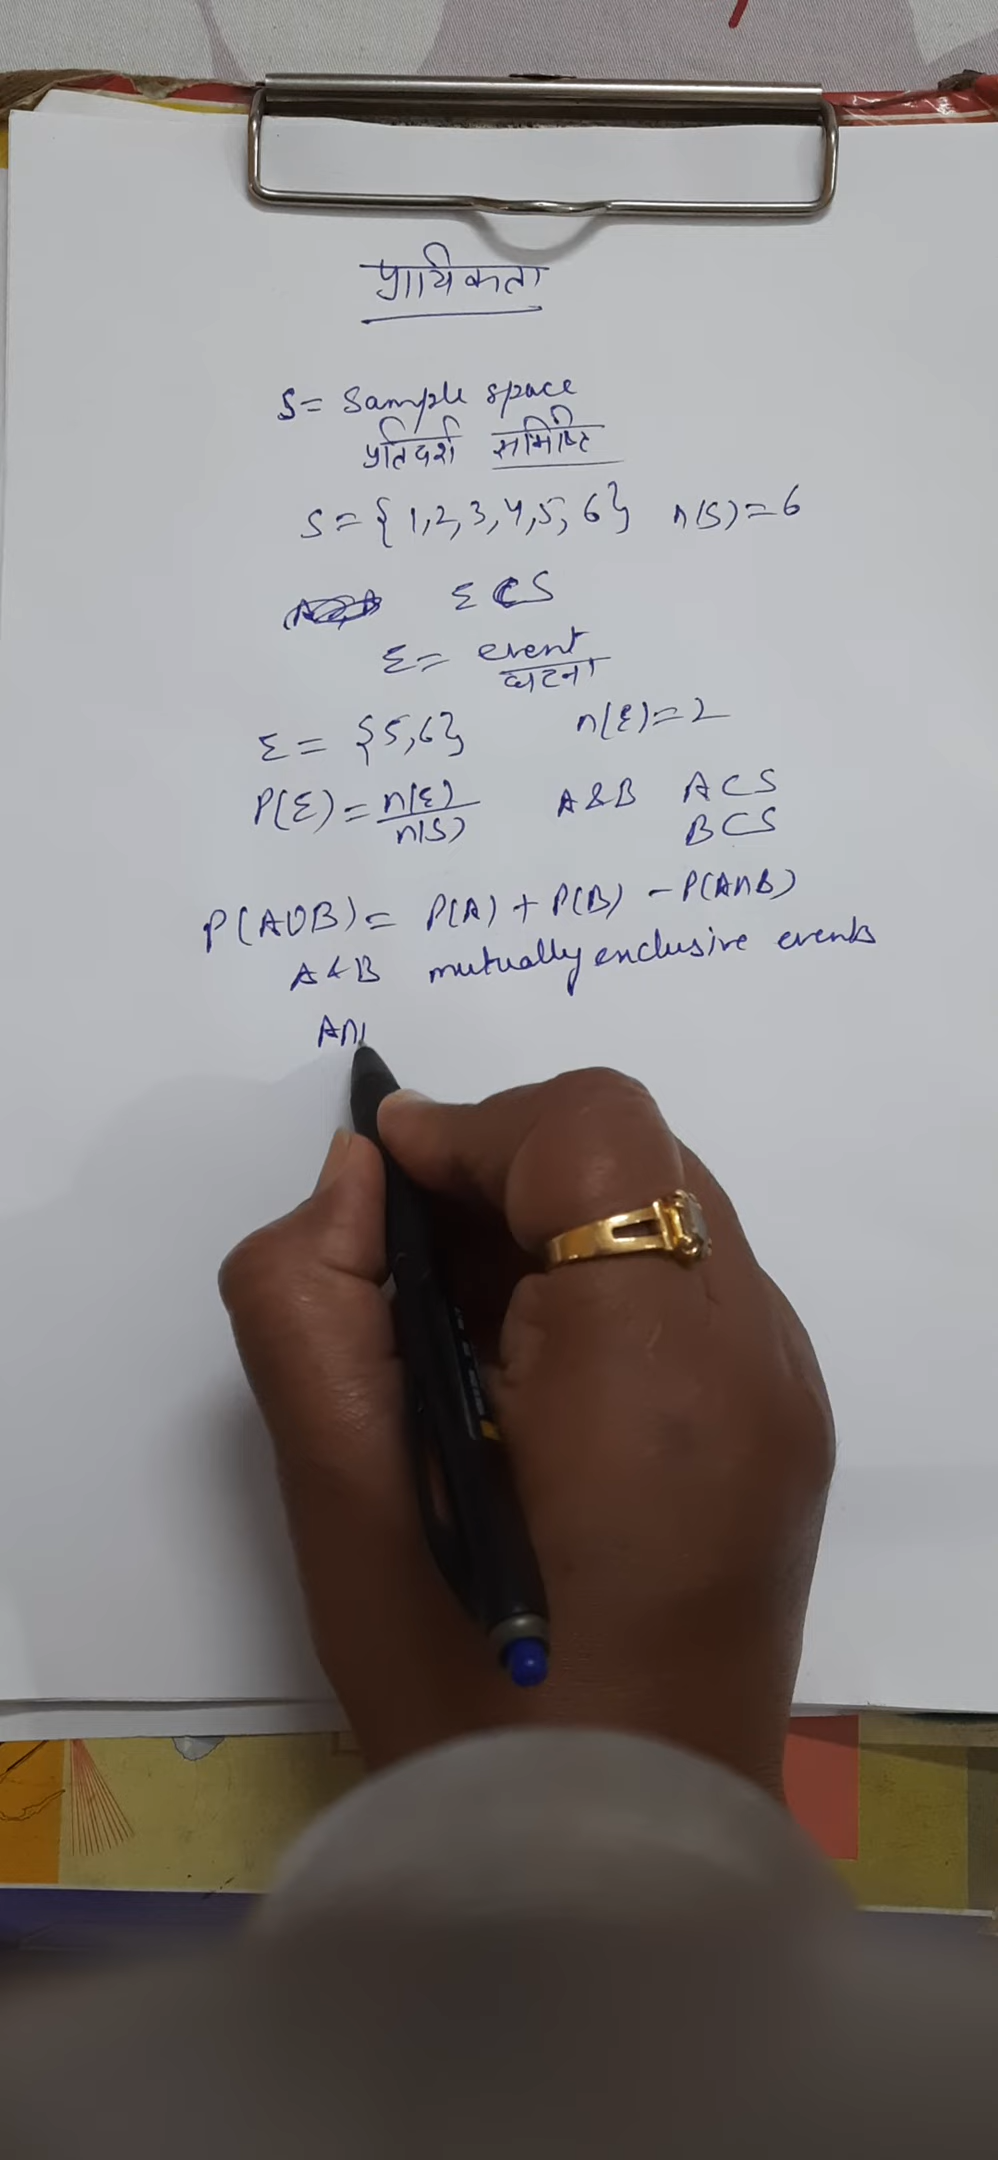 प्रायिकता
S = Sample space
प्रतिदर्श समिष्टि
S = {1,2,3,4,5,6} n(S) = 6
E ⊂ S
E = event
घटना
E = {5,6} n(E) = 2
P(E) = n(E)/n(S) A & B A ⊂ S
B ⊂ S
P(A∪B) = P(A) + P(B) - P(A∩B)
A & B mutually exclusive events
A∩